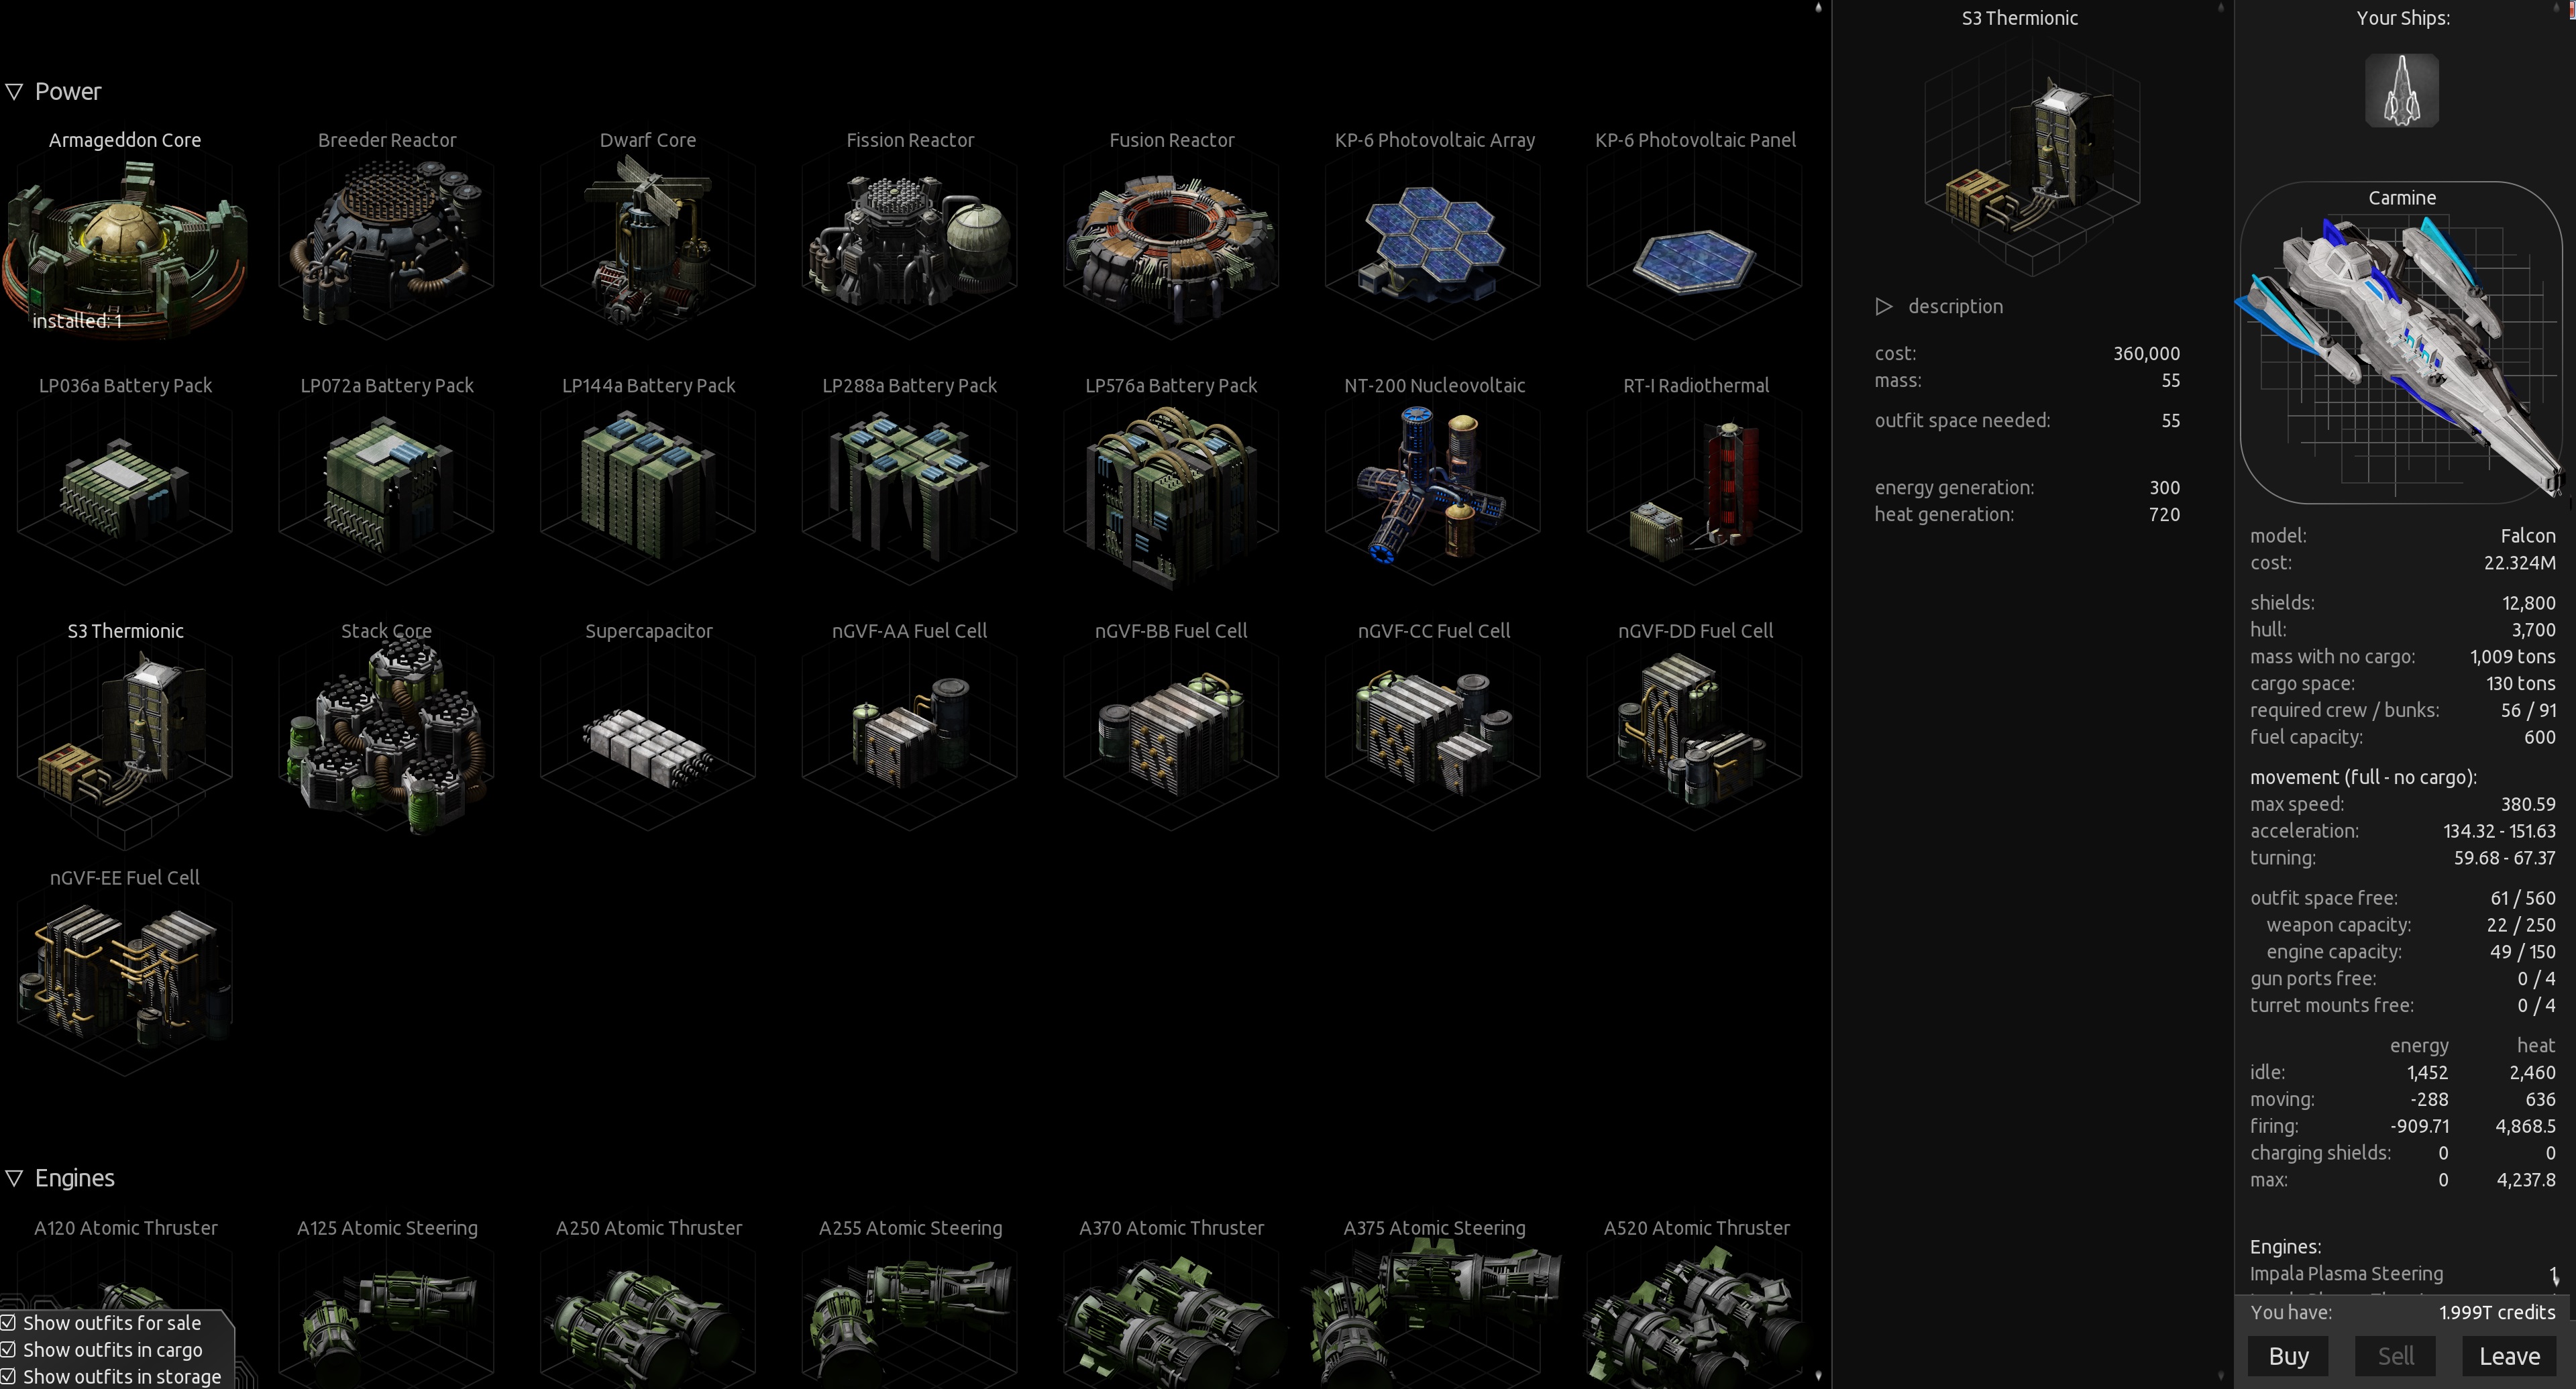 Power
Armageddon Core
Breeder Reactor
Dwarf Core
Fission Reactor
Fusion Reactor
KP-6 Photovoltaic Array
KP-6 Photovoltaic Panel
installed: 1
LP036a Battery Pack
LP072a Battery Pack
LP144a Battery Pack
LP288a Battery Pack
LP576a Battery Pack
NT-200 Nucleovoltaic
RT-I Radiothermal
S3 Thermionic
Stack Core
Supercapacitor
nGVF-AA Fuel Cell
nGVF-BB Fuel Cell
nGVF-CC Fuel Cell
nGVF-DD Fuel Cell
nGVF-EE Fuel Cell
Engines
A120 Atomic Thruster
A125 Atomic Steering
A250 Atomic Thruster
A255 Atomic Steering
A370 Atomic Thruster
A375 Atomic Steering
A520 Atomic Thruster
Show outfits for sale
Show outfits in cargo
Show outfits in storage
S3 Thermionic
description
cost: 360,000
mass: 55
outfit space needed: 55
energy generation: 300
heat generation: 720
Your Ships:
Carmine
model: Falcon
cost: 22.324M
shields: 12,800
hull: 3,700
mass with no cargo: 1,009 tons
cargo space: 130 tons
required crew / bunks: 56 / 91
fuel capacity: 600
movement (full - no cargo):
max speed: 380.59
acceleration: 134.32 - 151.63
turning: 59.68 - 67.37
outfit space free: 61 / 560
weapon capacity: 22 / 250
engine capacity: 49 / 150
gun ports free: 0 / 4
turret mounts free: 0 / 4
energy heat
idle: 1,452 2,460
moving: -288 636
firing: -909.71 4,868.5
charging shields: 0 0
max: 0 4,237.8
Engines:
Impala Plasma Steering 1
You have: 1.999T credits
Buy Sell Leave